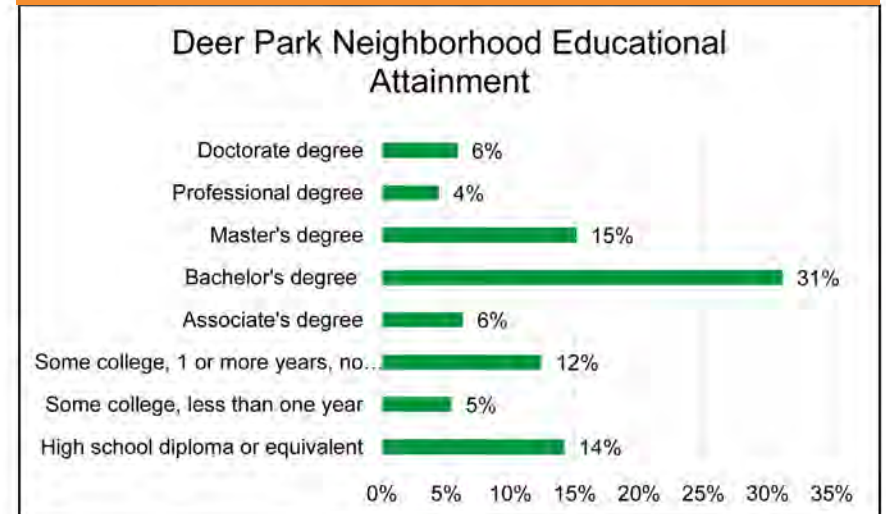 Deer Park Neighborhood Educational
Attainment
Doctorate degree 6%
Professional degree 4%
Master's degree 15%
Bachelor's degree 31%
Associate's degree 6%
Some college, 1 or more years, no... 12%
Some college, less than one year 5%
High school diploma or equivalent 14%
0% 5% 10% 15% 20% 25% 30% 35%